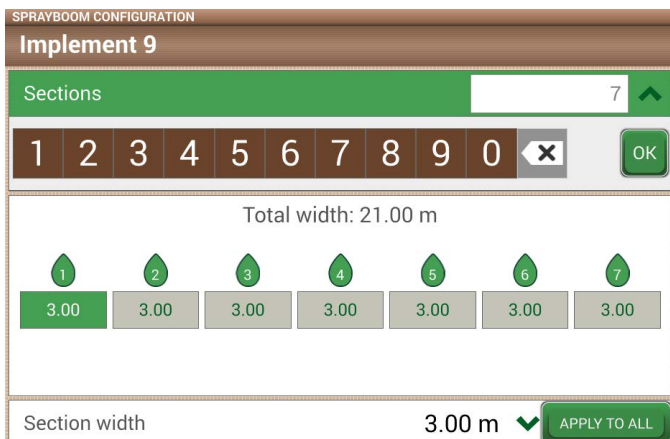 SPRAYBOOM CONFIGURATION
Implement 9
Sections 7
1 2 3 4 5 6 7 8 9 0 OK
Total width: 21.00 m
1 2 3 4 5 6 7
3.00 3.00 3.00 3.00 3.00 3.00 3.00
Section width 3.00 m APPLY TO ALL